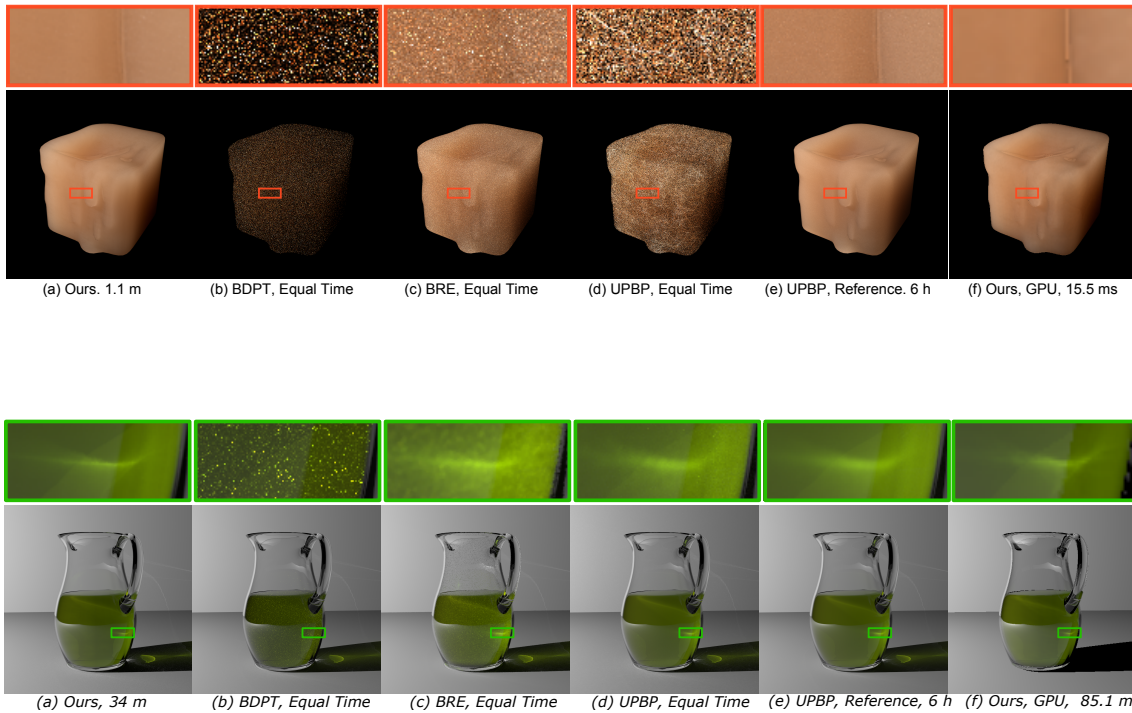 (a) Ours. 1.1 m (b) BDPT, Equal Time (c) BRE, Equal Time (d) UPBP, Equal Time (e) UPBP, Reference. 6 h (f) Ours, GPU, 15.5 ms
(a) Ours, 34 m (b) BDPT, Equal Time (c) BRE, Equal Time (d) UPBP, Equal Time (e) UPBP, Reference, 6 h (f) Ours, GPU, 85.1 m